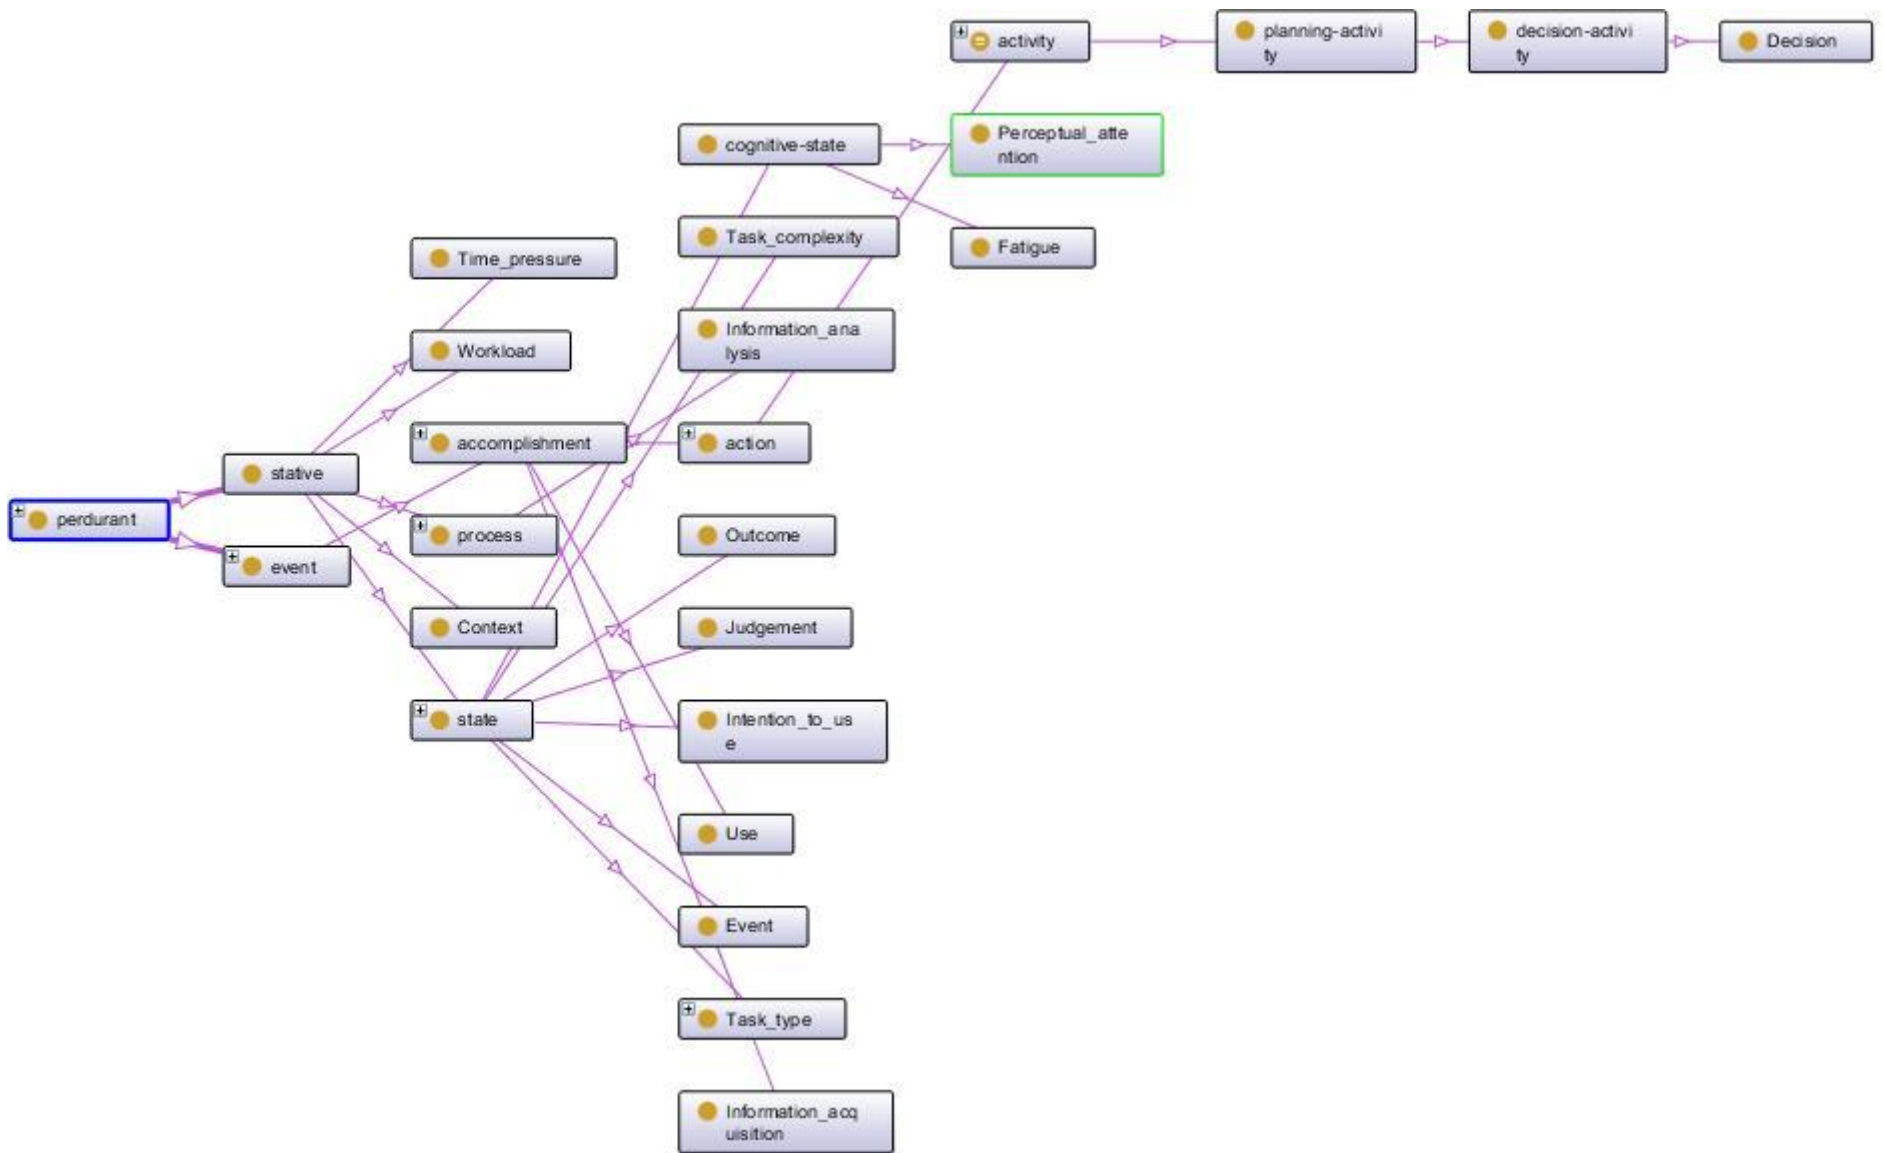 activity
planning-activi
ty
decision-activi
ty
Decision
cognitive-state
Perceptual_atte
ntion
Task_complexity
Fatigue
Time_pressure
Information_ana
lysis
Workload
accomplishment
action
stative
perdurant
process
Outcome
event
Context
Judgement
state
Intention_to_us
e
Use
Event
Task_type
Information_acq
uisition